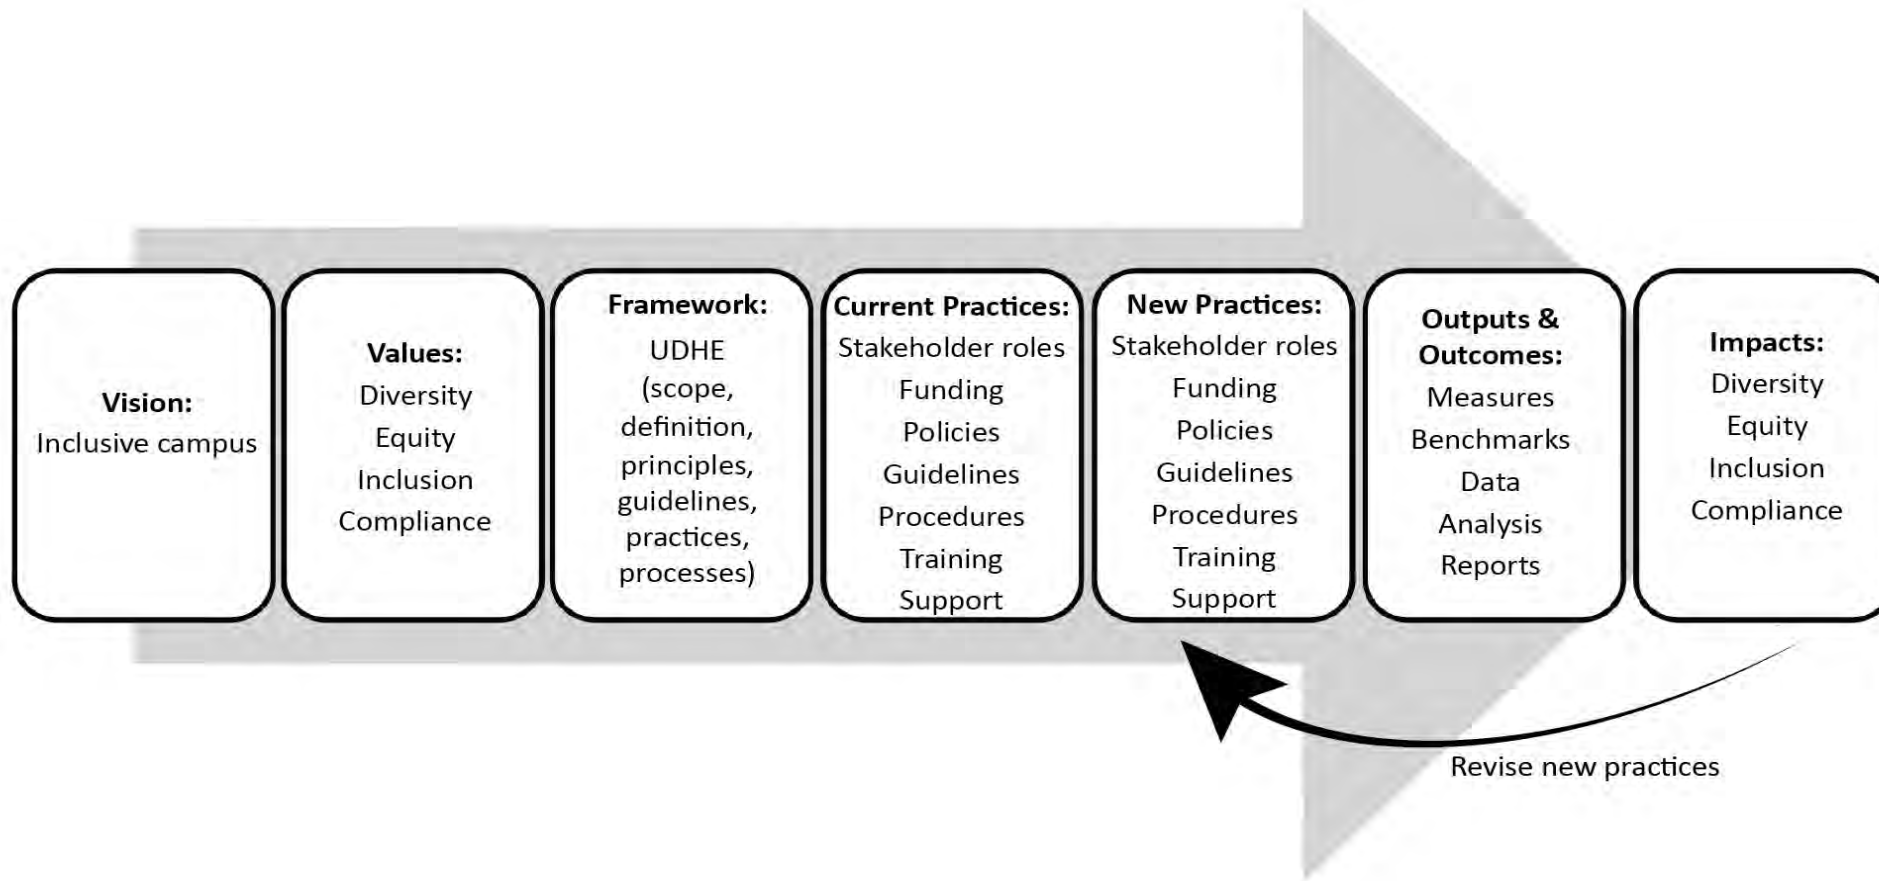 Vision:
Inclusive campus
Values:
Diversity
Equity
Inclusion
Compliance
Framework:
UDHE
(scope,
definition,
principles,
guidelines,
practices,
processes)
Current Practices:
Stakeholder roles
Funding
Policies
Guidelines
Procedures
Training
Support
New Practices:
Stakeholder roles
Funding
Policies
Guidelines
Procedures
Training
Support
Outputs &
Outcomes:
Measures
Benchmarks
Data
Analysis
Reports
Impacts:
Diversity
Equity
Inclusion
Compliance
Revise new practices